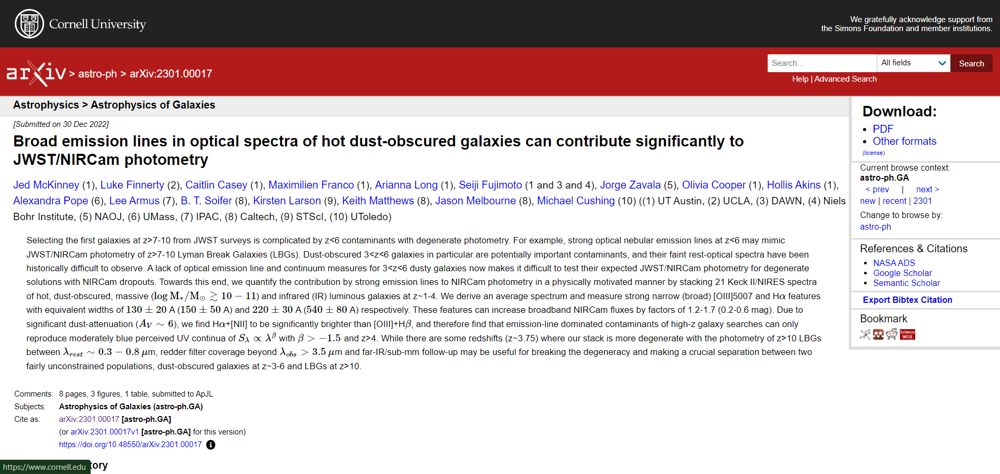 Cornell University
We gratefully acknowledge support from
the Simons Foundation and member institutions.
arXiv > astro-ph > arXiv:2301.00017
Search...
All fields
Search
Help | Advanced Search
Astrophysics > Astrophysics of Galaxies
[Submitted on 30 Dec 2022]
Broad emission lines in optical spectra of hot dust-obscured galaxies can contribute significantly to
JWST/NIRCam photometry
Jed McKinney (1), Luke Finnerty (2), Caitlin Casey (1), Maximilien Franco (1), Arianna Long (1), Seiji Fujimoto (1 and 3 and 4), Jorge Zavala (5), Olivia Cooper (1), Hollis Akins (1),
Alexandra Pope (6), Lee Armus (7), B. T. Soifer (8), Kirsten Larson (9), Keith Matthews (8), Jason Melbourne (8), Michael Cushing (10) ((1) UT Austin, (2) UCLA, (3) DAWN, (4) Niels
Bohr Institute, (5) NAOJ, (6) UMass, (7) IPAC, (8) Caltech, (9) STScI, (10) UToledo)
Selecting the first galaxies at z>7-10 from JWST surveys is complicated by z<6 contaminants with degenerate photometry. For example, strong optical nebular emission lines at z<6 may mimic
JWST/NIRCam photometry of z>7-10 Lyman Break Galaxies (LBGs). Dust-obscured 3<z<6 galaxies in particular are potentially important contaminants, and their faint rest-optical spectra have been
historically difficult to observe. A lack of optical emission line and continuum measures for 3<z<6 dusty galaxies now makes it difficult to test their expected JWST/NIRCam photometry for degenerate
solutions with NIRCam dropouts. Towards this end, we quantify the contribution by strong emission lines to NIRCam photometry in a physically motivated manner by stacking 21 Keck II/NIRES spectra
of hot, dust-obscured, massive (log M∗/M⊙ ≳ 10 − 11) and infrared (IR) luminous galaxies at z~1-4. We derive an average spectrum and measure strong narrow (broad) [OIII]5007 and Hα features
with equivalent widths of 130 ± 20 A (150 ± 50 A) and 220 ± 30 A (540 ± 80 A) respectively. These features can increase broadband NIRCam fluxes by factors of 1.2-1.7 (0.2-0.6 mag). Due to
significant dust-attenuation (A_V ∼ 6), we find Hα+[NII] to be significantly brighter than [OIII]+Hβ, and therefore find that emission-line dominated contaminants of high-z galaxy searches can only
reproduce moderately blue perceived UV continua of S_λ ∝ λ^β with β > −1.5 and z>4. While there are some redshifts (z~3.75) where our stack is more degenerate with the photometry of z>10 LBGs
between λ_rest ∼ 0.3 − 0.8 μm, redder filter coverage beyond λ_obs > 3.5 μm and far-IR/sub-mm follow-up may be useful for breaking the degeneracy and making a crucial separation between two
fairly unconstrained populations, dust-obscured galaxies at z~3-6 and LBGs at z>10.
Comments: 8 pages, 3 figures, 1 table, submitted to ApJL
Subjects: Astrophysics of Galaxies (astro-ph.GA)
Cite as: arXiv:2301.00017 [astro-ph.GA]
(or arXiv:2301.00017v1 [astro-ph.GA] for this version)
https://doi.org/10.48550/arXiv.2301.00017
tory
https://www.cornell.edu
Download:
PDF
Other formats
(license)
Current browse context:
astro-ph.GA
< prev | next >
new | recent | 2301
Change to browse by:
astro-ph
References & Citations
NASA ADS
Google Scholar
Semantic Scholar
Export Bibtex Citation
Bookmark
Science
WISE